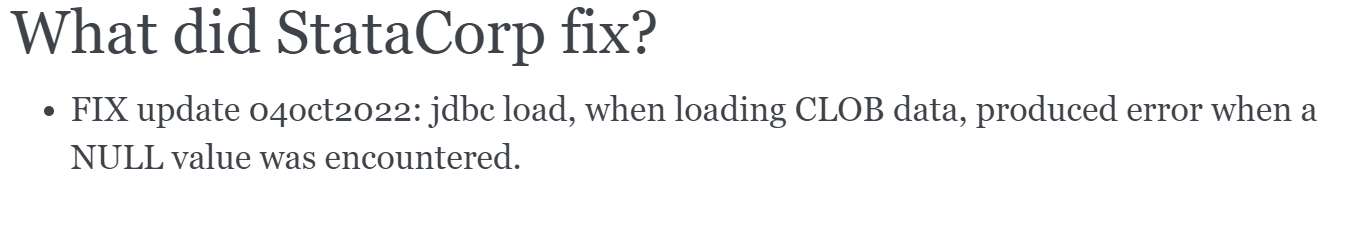 What did StataCorp fix?
• FIX update 04oct2022: jdbc load, when loading CLOB data, produced error when a
NULL value was encountered.